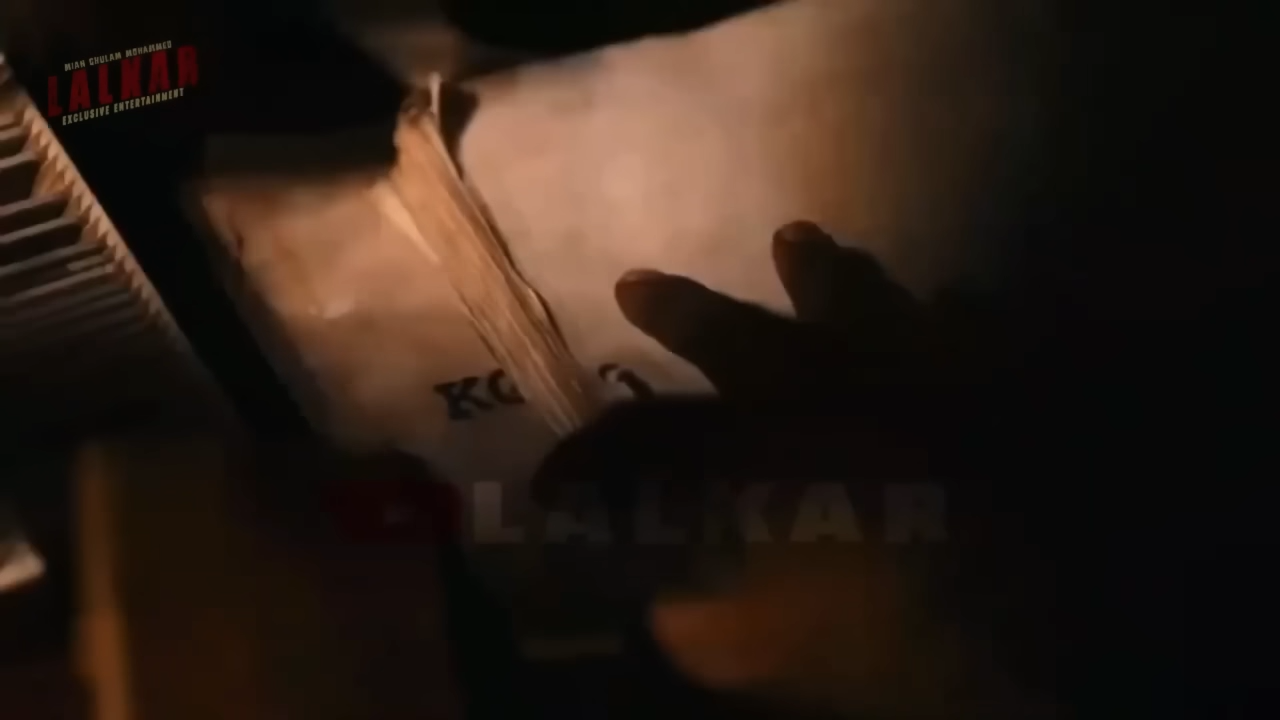 MIAN GHULAM MOHAMMED
LALKAR
EXCLUSIVE ENTERTAINMENT
LALKAR